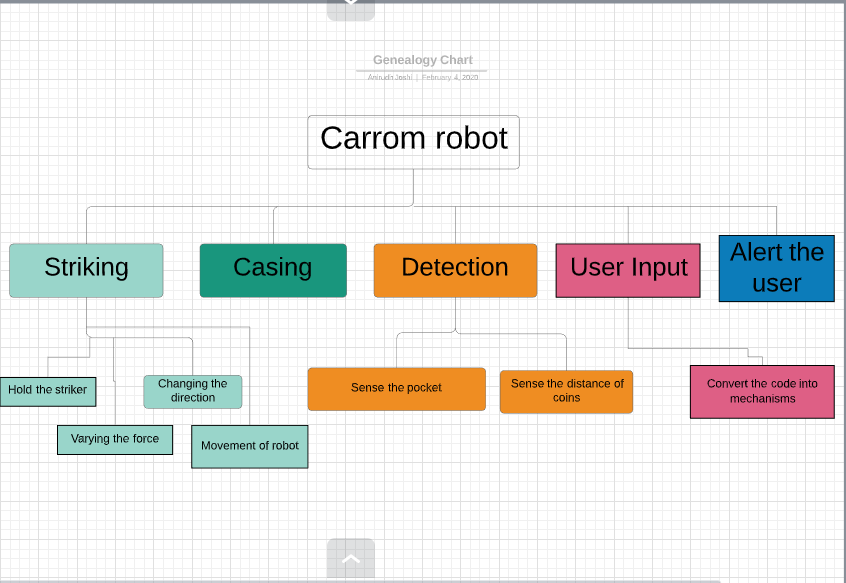 Genealogy Chart
Anirudh Joshi | February 4, 2020
Carrom robot
Striking
Casing
Detection
User Input
Alert the
user
Hold the striker
Changing the
direction
Sense the pocket
Sense the distance of
coins
Convert the code into
mechanisms
Varying the force
Movement of robot